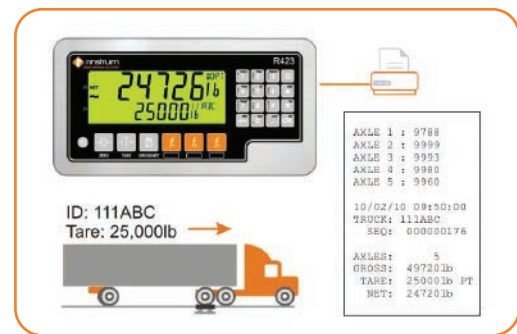 rinstrum
R423
NET
24726lb
25000lb
ZERO TARE GROSS/NET
ID: 111ABC
Tare: 25,000lb
AXLE 1 : 9788
AXLE 2 : 9999
AXLE 3 : 9993
AXLE 4 : 9980
AXLE 5 : 9960
10/02/10 09:50:00
TRUCK: 111ABC
SEQ: 000000176
AXLES: 5
GROSS: 49720lb
TARE: 25000lb PT
NET: 24720lb